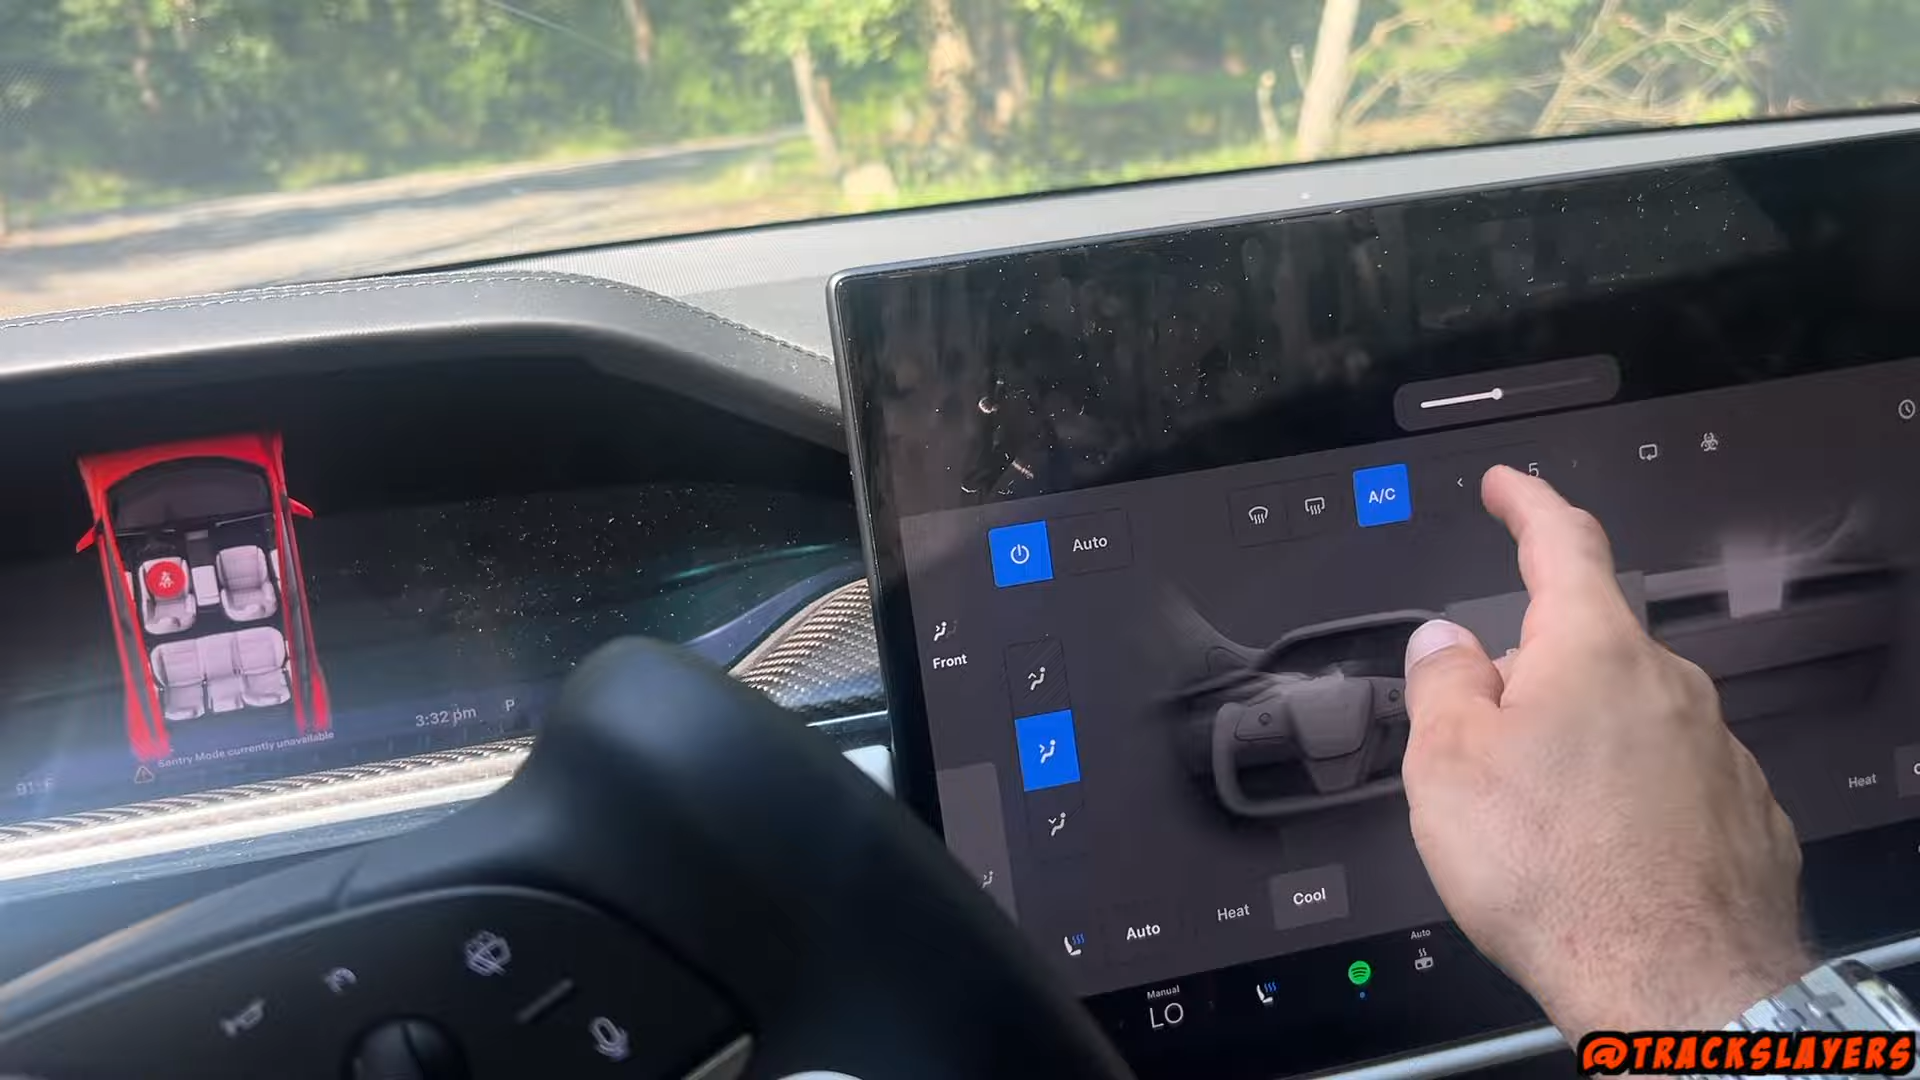 5
A/C
Auto
Front
3:32 pm
P
Sentry Mode currently unavailable
91°F
Heat
Cool
Heat
Auto
Auto
Manual
LO
@TRACKSLAYERS